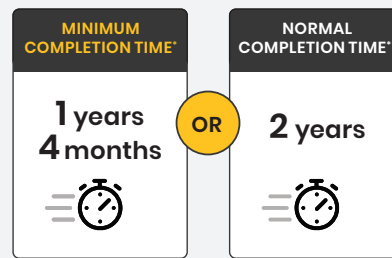 MINIMUM
COMPLETION TIME*
1 years
4 months
OR
NORMAL
COMPLETION TIME*
2 years